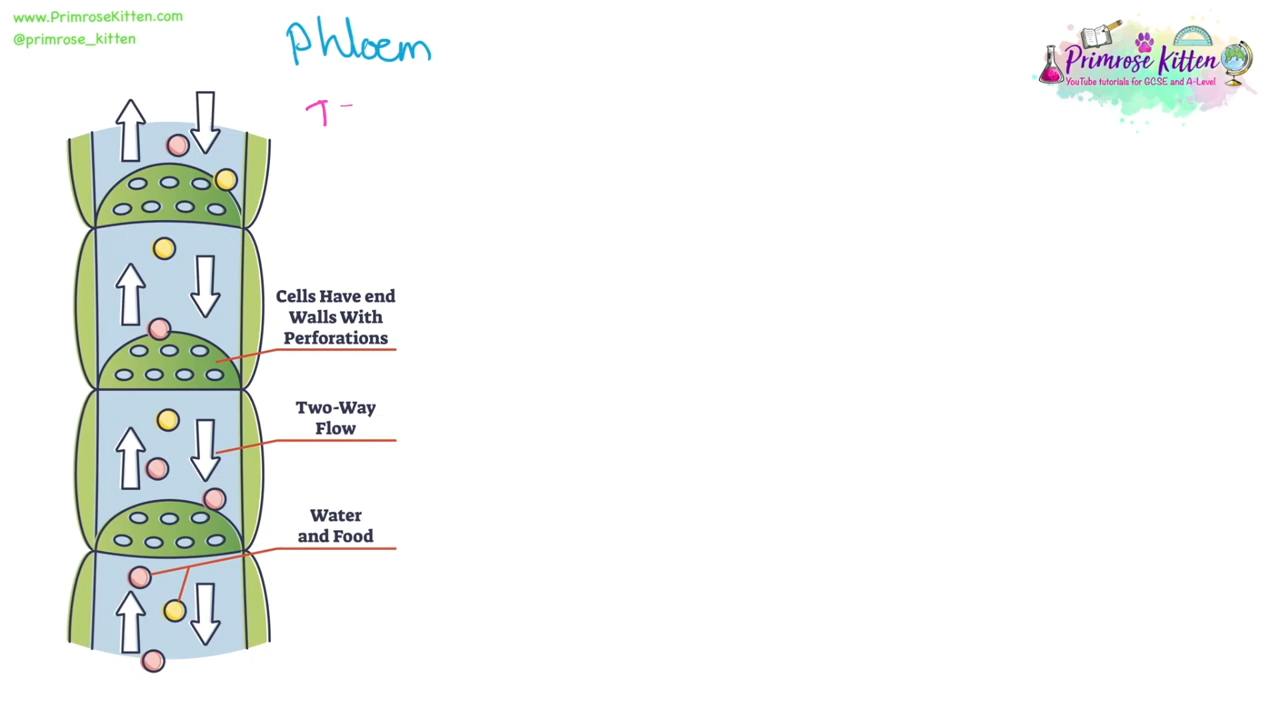 www.PrimroseKitten.com
@primrose_kitten
Phloem
T-
Primrose Kitten
YouTube tutorials for GCSE and A-Level
Cells Have end
Walls With
Perforations
Two-Way
Flow
Water
and Food